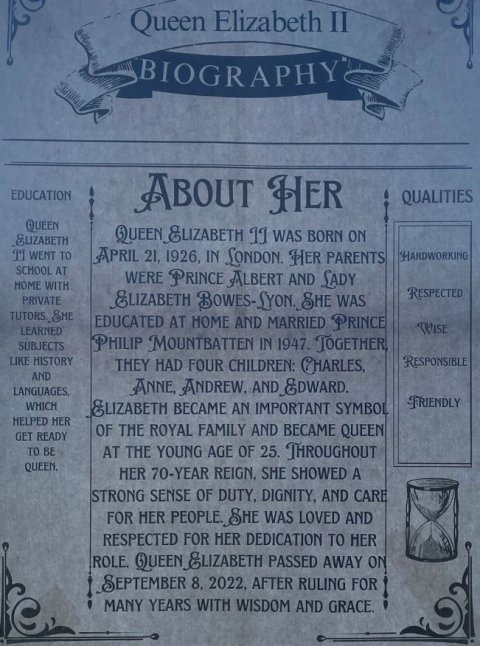 Queen Elizabeth II
BIOGRAPHY
EDUCATION
QUEEN
ELIZABETH
II WENT TO
SCHOOL AT
HOME WITH
PRIVATE
TUTORS. SHE
LEARNED
SUBJECTS
LIKE HISTORY
AND
LANGUAGES,
WHICH
HELPED HER
GET READY
TO BE
QUEEN.
ABOUT HER
QUEEN ELIZABETH II WAS BORN ON
APRIL 21, 1926, IN LONDON. HER PARENTS
WERE PRINCE ALBERT AND LADY
ELIZABETH BOWES-LYON. SHE WAS
EDUCATED AT HOME AND MARRIED PRINCE
PHILIP MOUNTBATTEN IN 1947. TOGETHER,
THEY HAD FOUR CHILDREN: CHARLES,
ANNE, ANDREW, AND EDWARD.
ELIZABETH BECAME AN IMPORTANT SYMBOL
OF THE ROYAL FAMILY AND BECAME QUEEN
AT THE YOUNG AGE OF 25. THROUGHOUT
HER 70-YEAR REIGN, SHE SHOWED A
STRONG SENSE OF DUTY, DIGNITY, AND CARE
FOR HER PEOPLE. SHE WAS LOVED AND
RESPECTED FOR HER DEDICATION TO HER
ROLE. QUEEN ELIZABETH PASSED AWAY ON
SEPTEMBER 8, 2022, AFTER RULING FOR
MANY YEARS WITH WISDOM AND GRACE.
QUALITIES
HARDWORKING
RESPECTED
WISE
RESPONSIBLE
FRIENDLY